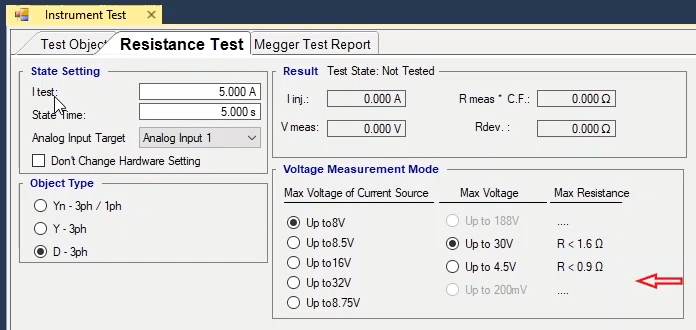 Instrument Test
Test Object
Resistance Test
Megger Test Report
State Setting
I test: 5.000 A
State Time: 5.000 s
Analog Input Target Analog Input 1
Don't Change Hardware Setting
Object Type
Yn - 3ph / 1ph
Y - 3ph
D - 3ph
Result Test State: Not Tested
I inj.: 0.000 A R meas * C.F.: 0.000 Ω
V meas: 0.000 V Rdev. : 0.000 Ω
Voltage Measurement Mode
Max Voltage of Current Source Max Voltage Max Resistance
Up to8V Up to 188V ....
Up to8.5V Up to 30V R < 1.6 Ω
Up to16V Up to 4.5V R < 0.9 Ω
Up to32V Up to 200mV ....
Up to8.75V